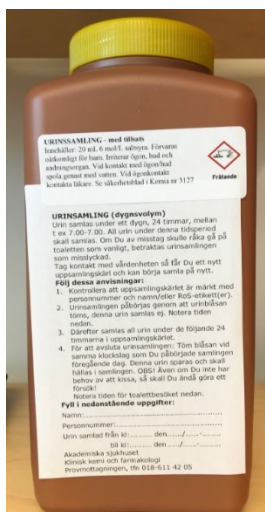 URINSSAMLING - med tillsats
Innehåller: 20 mL 6 mol/L saltsyra. Förvaras
oåtkomligt för barn. Irriterar ögon, hud och
andningsorgan. Vid kontakt med ögon/hud
spola genast med vatten. Vid ögonkontakt
kontakta läkare. Se säkerhetsblad i Kemea nr 3127
Frätande
URINSAMLING (dygnsvolym)
Urin samlas under ett dygn, 24 timmar, mellan
t ex 7.00-7.00. All urin under denna tidsperiod
skall samlas. Om Du av misstag skulle råka gå på
toaletten som vanligt, betraktas urinsamlingen
som misslyckad.
Tag kontakt med vårdenheten så får Du ett nytt
uppsamlingskärl och kan börja samla på nytt.
Följ dessa anvisningar:
1. Kontrollera att uppsamlingskärlet är märkt med
personnummer och namn/eller RoS-etikett(er).
2. Urinsamlingen påbörjas genom att urinblåsan
töms, denna urin samlas ej. Notera tiden
nedan.
3. Därefter samlas all urin under de följande 24
timmarna i uppsamlingskärlet.
4. För att avsluta urinsamlingen: Töm blåsan vid
samma klockslag som Du påbörjade samlingen
föregående dag. Denna urin sparas och skall
hällas i samlingen. OBS! Även om Du inte har
behov av att kissa, så skall Du ändå göra ett
försök!
Notera tiden för toalettbesöket nedan.
Fyll i nedanstående uppgifter:
Namn:
Personnummer:
Urin samlad från kl: ........ den ....../.....-........
till kl: ........ den ....../.....-........
Akademiska sjukhuset
Klinisk kemi och farmakologi
Provmottagningen, tfn 018-611 42 05